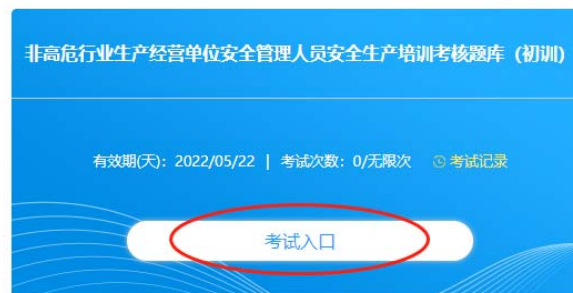 非高危行业生产经营单位安全管理人员安全生产培训考核题库（初训）
有效期(天)：2022/05/22 | 考试次数：0/无限次 考试记录
考试入口